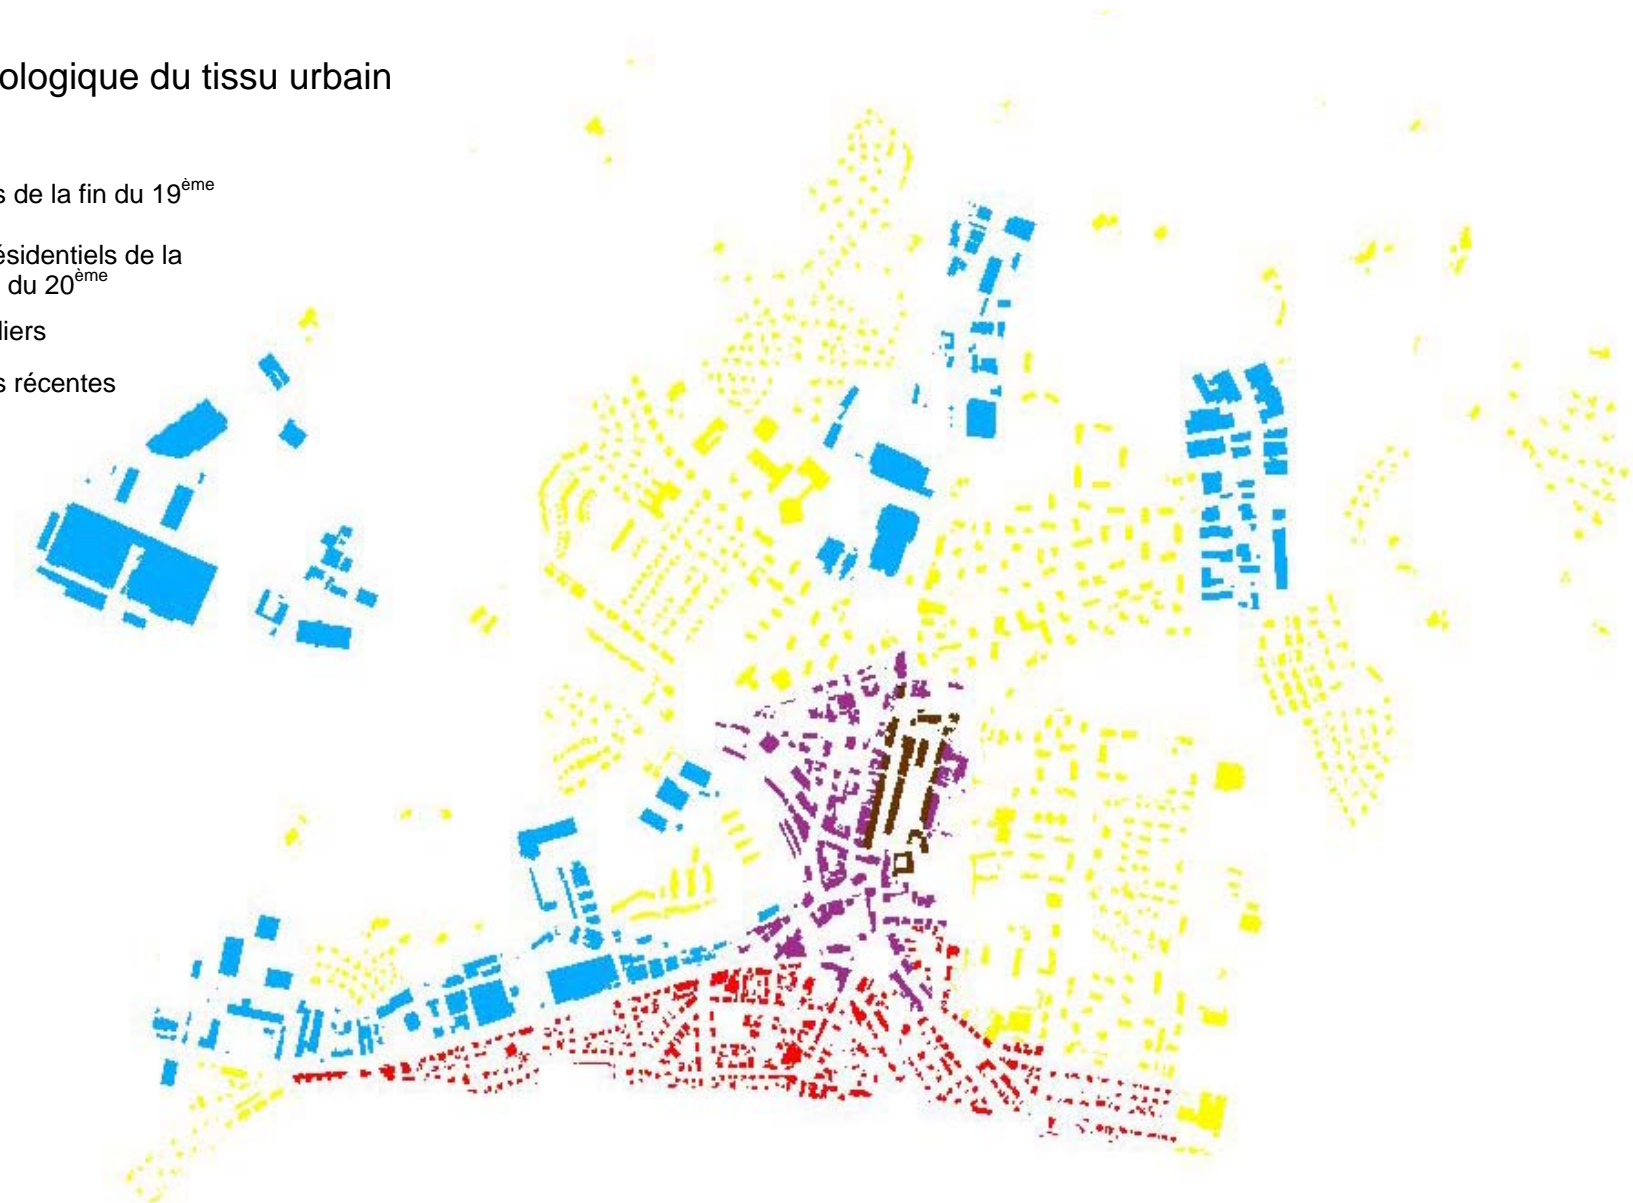 ologique du tissu urbain
s de la fin du 19ème
ésidentiels de la
du 20ème
liers
s récentes